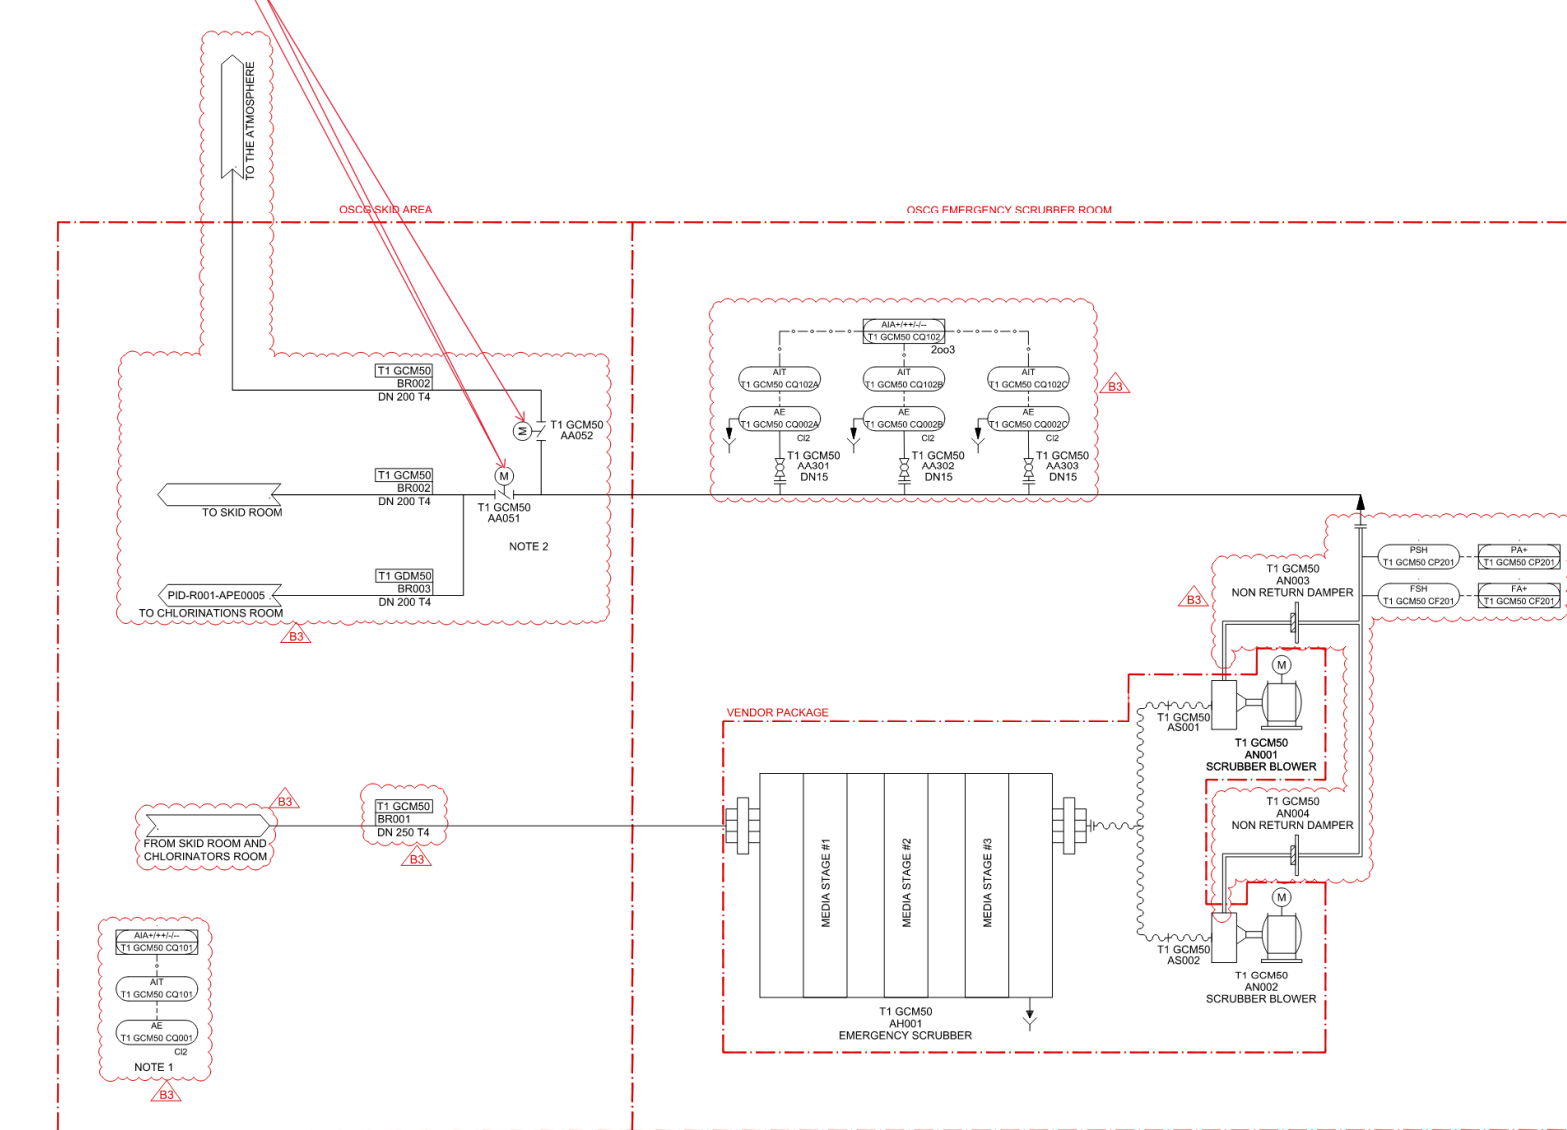 TO THE ATMOSPHERE
OSCG SKID AREA
OSCG EMERGENCY SCRUBBER ROOM
T1 GCM50
BR002
DN 200 T4
M
T1 GCM50
AA052
T1 GCM50
BR002
DN 200 T4
TO SKID ROOM
M
T1 GCM50
AA051
NOTE 2
T1 GDM50
BR003
DN 200 T4
PID-R001-APE0005
TO CHLORINATIONS ROOM
B3
AIA+/++/-/--
T1 GCM50 CQ102
2oo3
AIT
T1 GCM50 CQ102A
AIT
T1 GCM50 CQ102B
AIT
T1 GCM50 CQ102C
B3
AE
T1 GCM50 CQ002A
Cl2
AE
T1 GCM50 CQ002B
Cl2
AE
T1 GCM50 CQ002C
Cl2
T1 GCM50
AA301
DN15
T1 GCM50
AA302
DN15
T1 GCM50
AA303
DN15
PSH
T1 GCM50 CP201
PA+
T1 GCM50 CP201
FSH
T1 GCM50 CF201
FA+
T1 GCM50 CF201
T1 GCM50
AN003
NON RETURN DAMPER
B3
M
T1 GCM50
AS001
T1 GCM50
AN001
SCRUBBER BLOWER
VENDOR PACKAGE
T1 GCM50
AN004
NON RETURN DAMPER
M
T1 GCM50
AS002
T1 GCM50
AN002
SCRUBBER BLOWER
MEDIA STAGE #1
MEDIA STAGE #2
MEDIA STAGE #3
T1 GCM50
AH001
EMERGENCY SCRUBBER
B3
FROM SKID ROOM AND
CHLORINATORS ROOM
T1 GCM50
BR001
DN 250 T4
B3
AIA+/++/-/--
T1 GCM50 CQ101
AIT
T1 GCM50 CQ101
AE
T1 GCM50 CQ001
Cl2
NOTE 1
B3